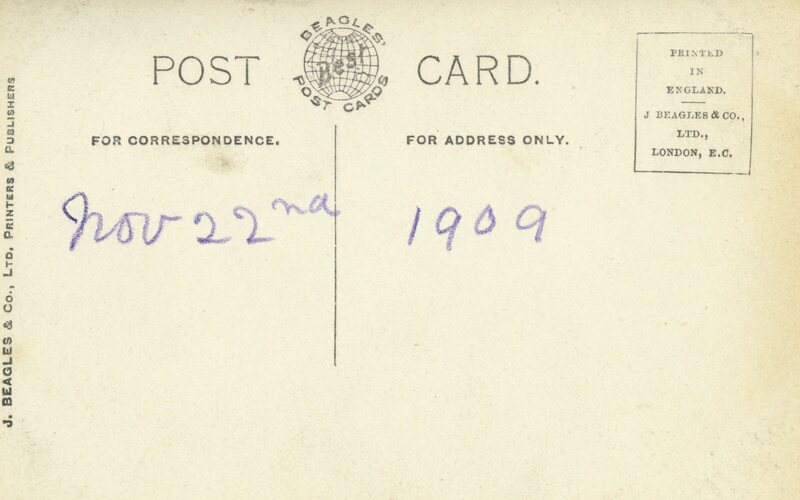 BEAGLES'
Best
POST CARDS
POST CARD.
FOR CORRESPONDENCE.
FOR ADDRESS ONLY.
PRINTED
IN
ENGLAND.
J BEAGLES & CO.,
LTD.,
LONDON, E.C.
Nov 22nd 1909
J. BEAGLES & Co., LTD, PRINTERS & PUBLISHERS